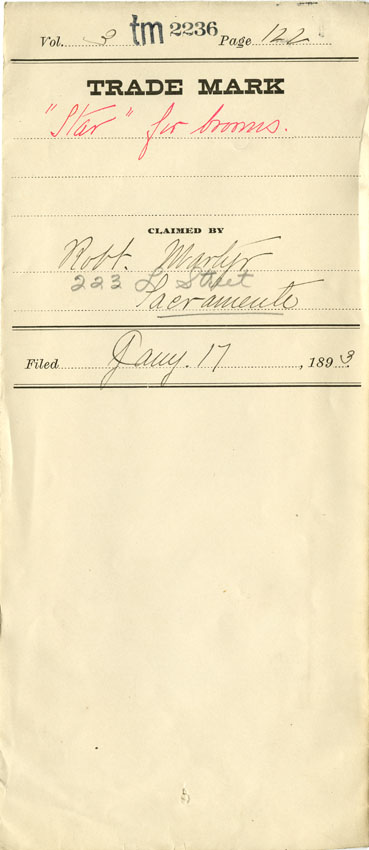 Vol. 3 tm 2236 Page 122
TRADE MARK
"Star" for brooms.
CLAIMED BY
Robt. Martyr
223 L Street
Sacramento
Filed Jany. 17, 1893